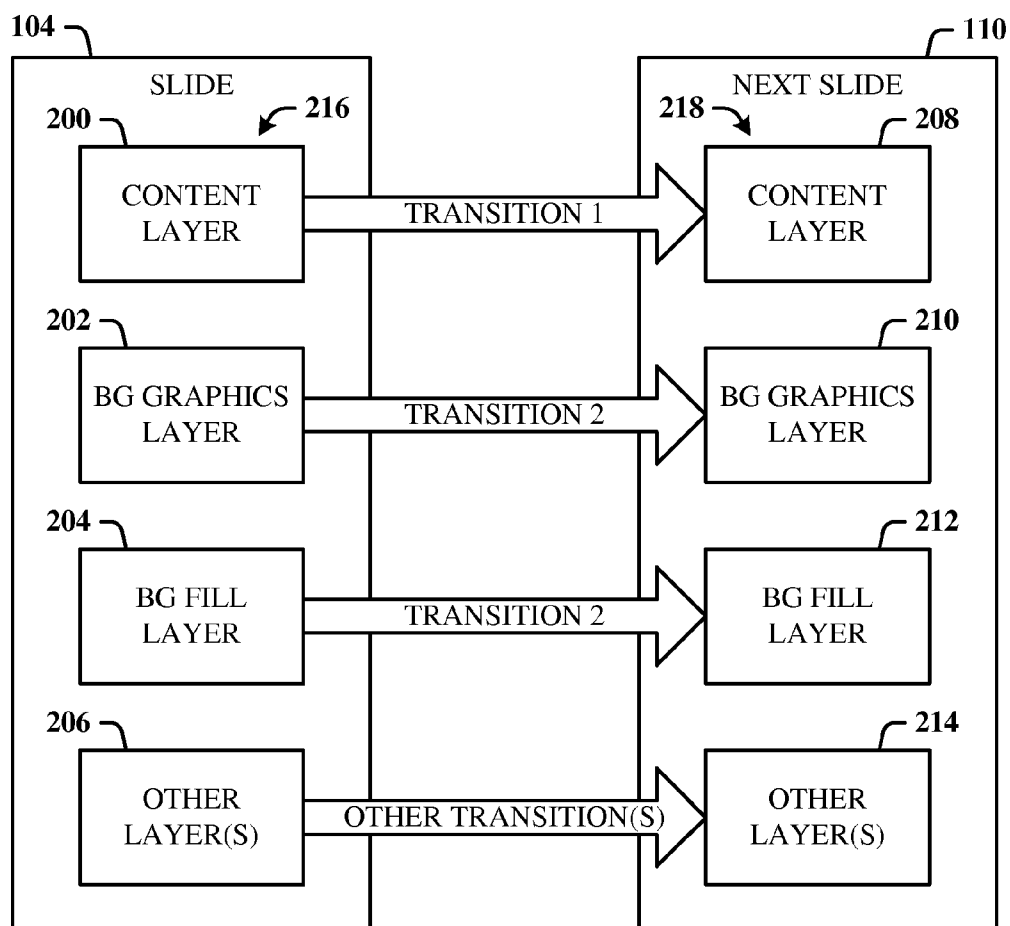 104
110
SLIDE
NEXT SLIDE
200
216
218
208
CONTENT
LAYER
TRANSITION 1
CONTENT
LAYER
202
210
BG GRAPHICS
LAYER
TRANSITION 2
BG GRAPHICS
LAYER
204
212
BG FILL
LAYER
TRANSITION 2
BG FILL
LAYER
206
214
OTHER
LAYER(S)
OTHER TRANSITION(S)
OTHER
LAYER(S)